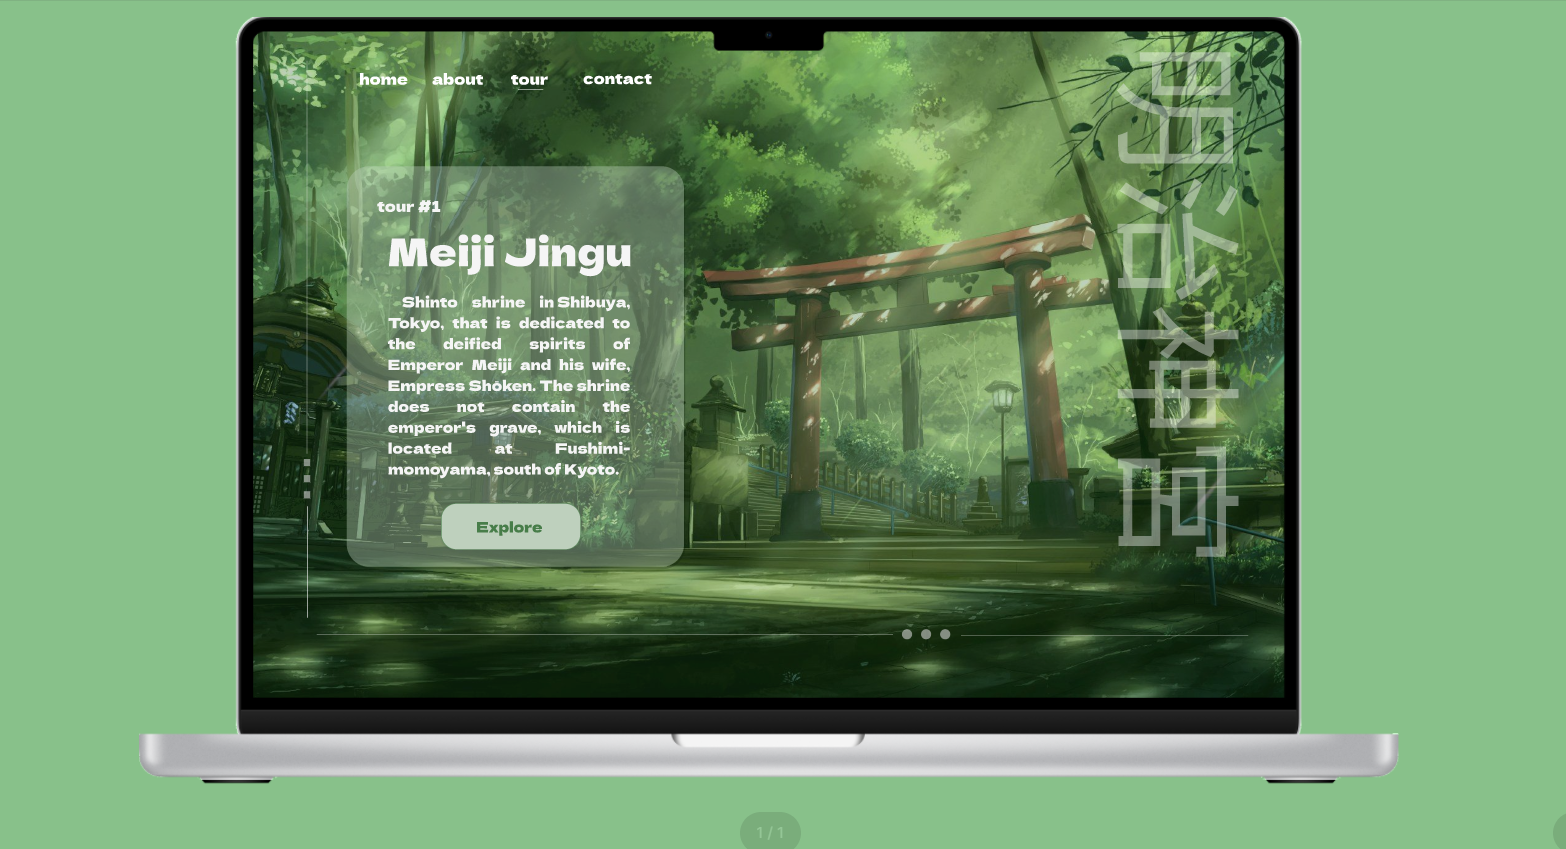 home about tour contact
tour #1
Meiji Jingu
Shinto shrine in Shibuya,
Tokyo, that is dedicated to
the deified spirits of
Emperor Meiji and his wife,
Empress Shōken. The shrine
does not contain the
emperor's grave, which is
located at Fushimi-
momoyama, south of Kyoto.
Explore
明治神宮
1 / 1